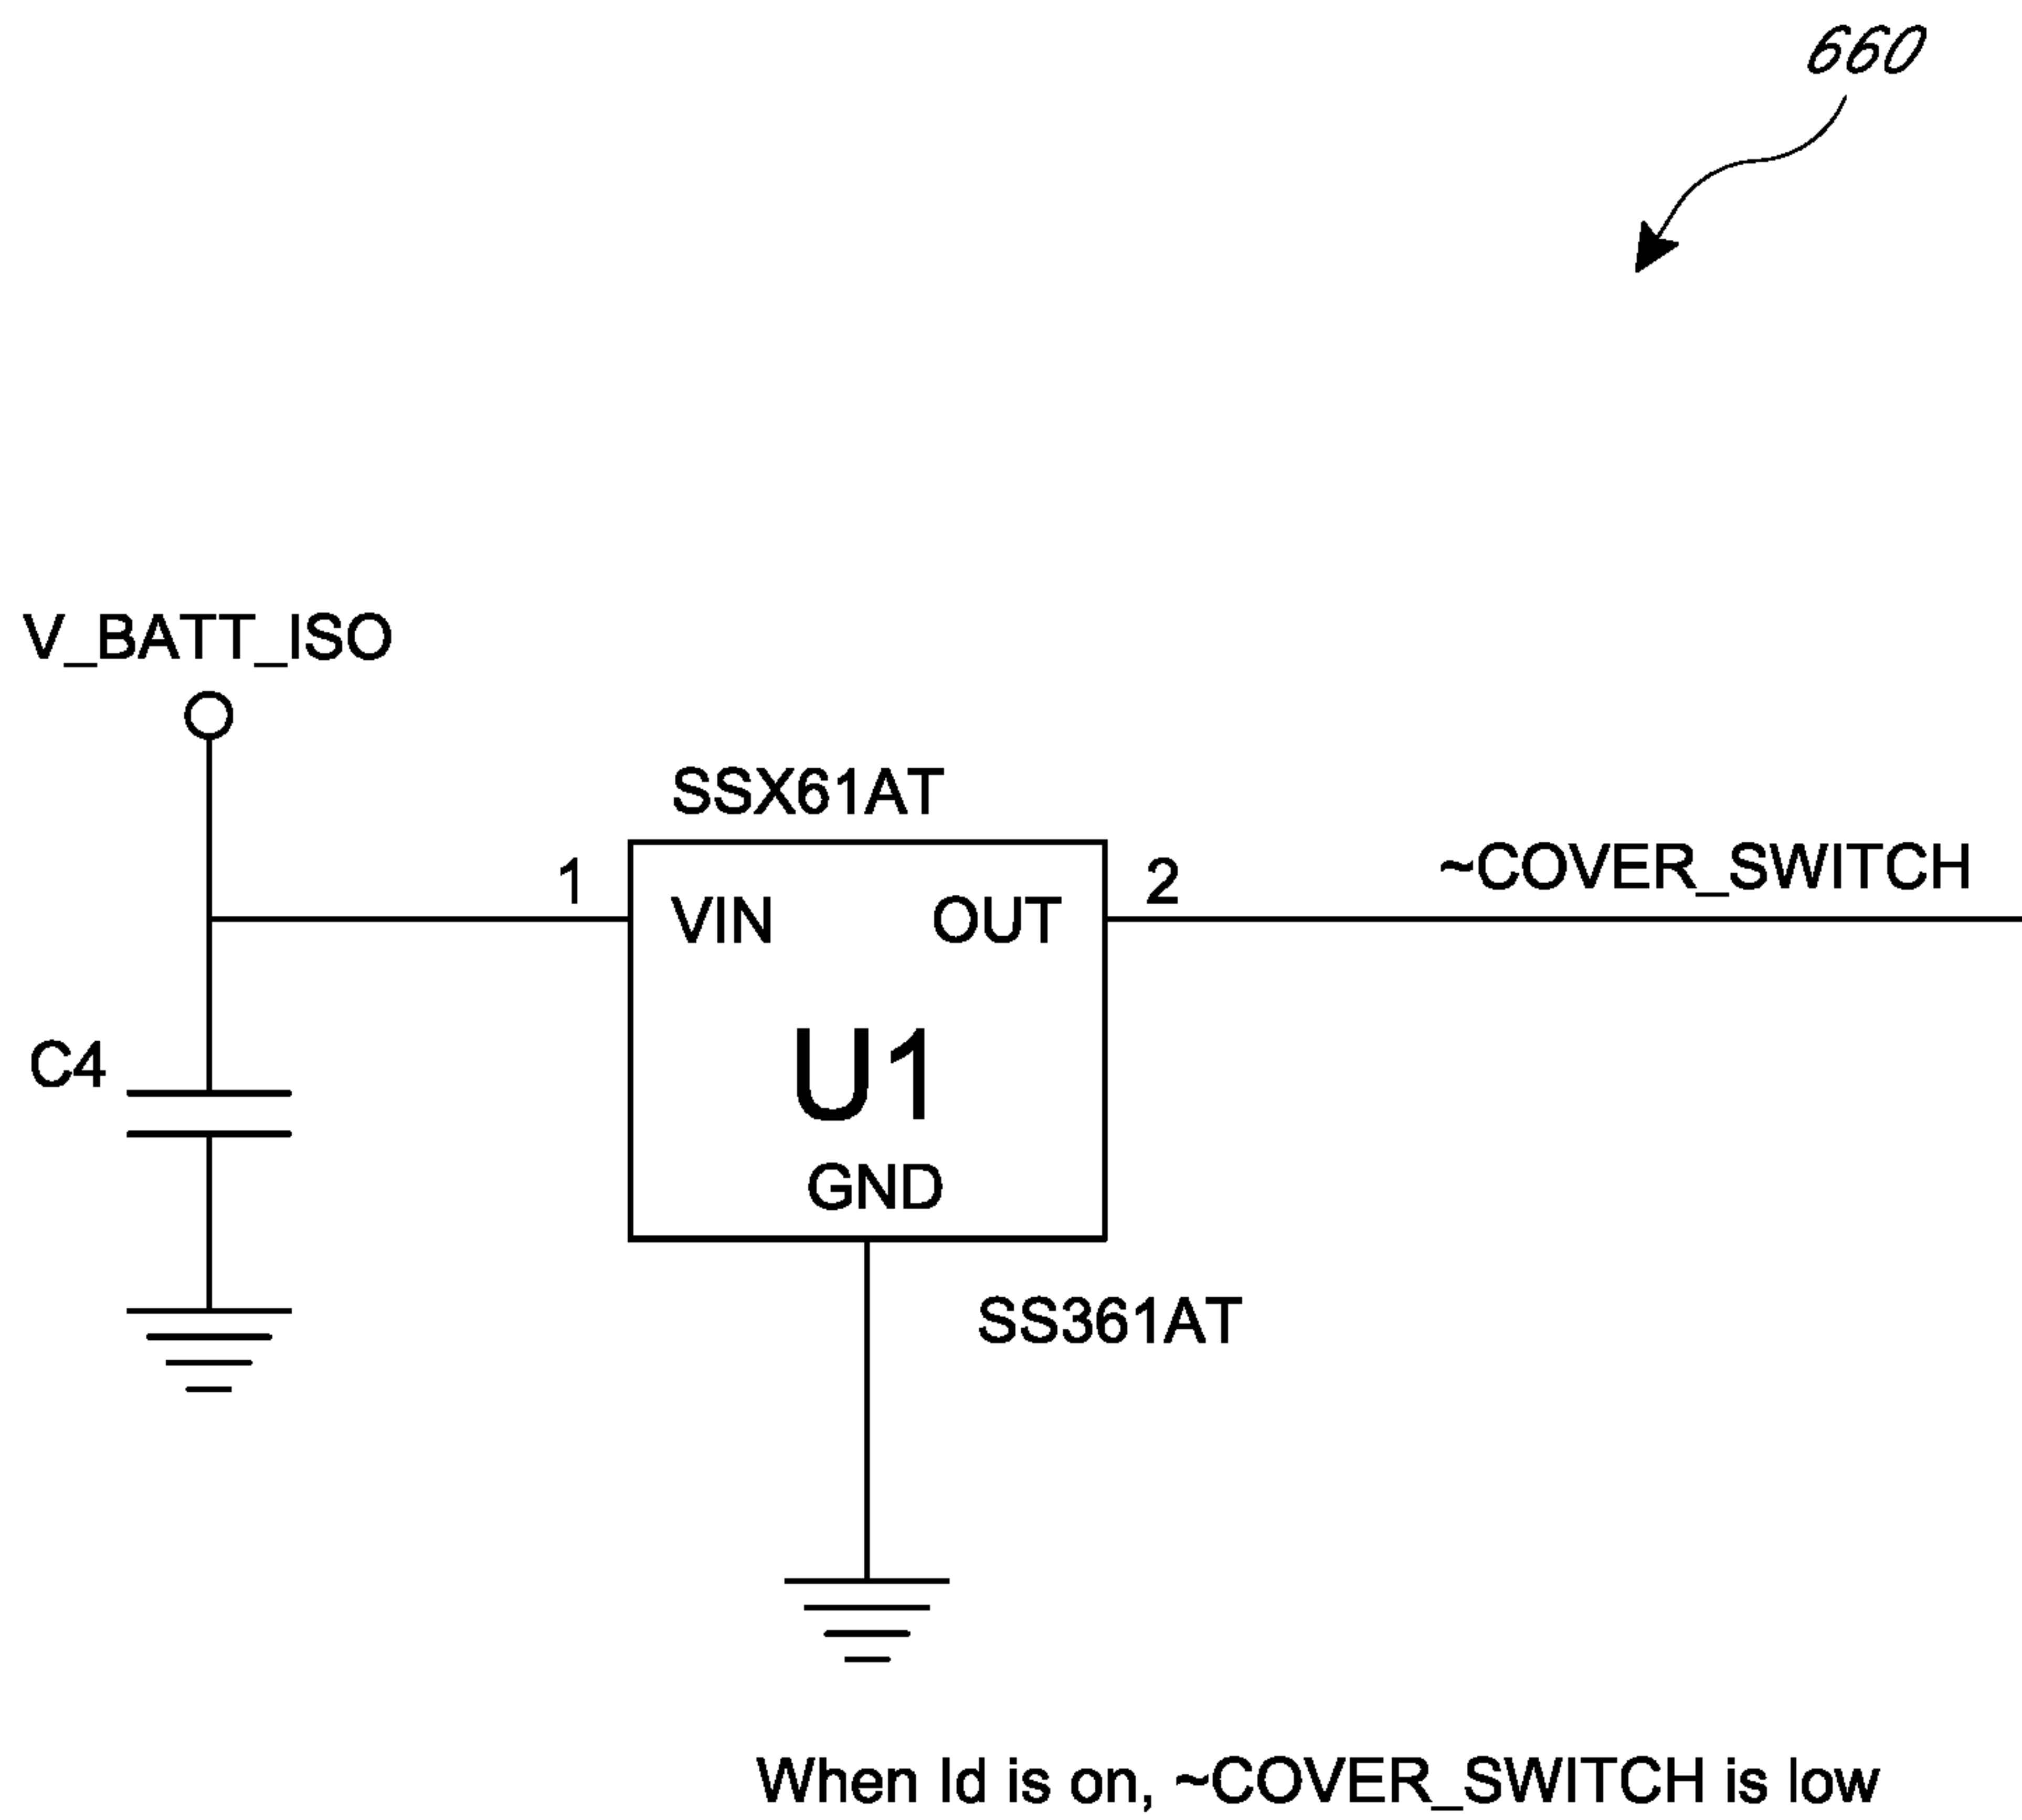 660
V_BATT_ISO
SSX61AT
1
2
~COVER_SWITCH
VIN
OUT
C4
U1
GND
SS361AT
When Id is on, ~COVER_SWITCH is low